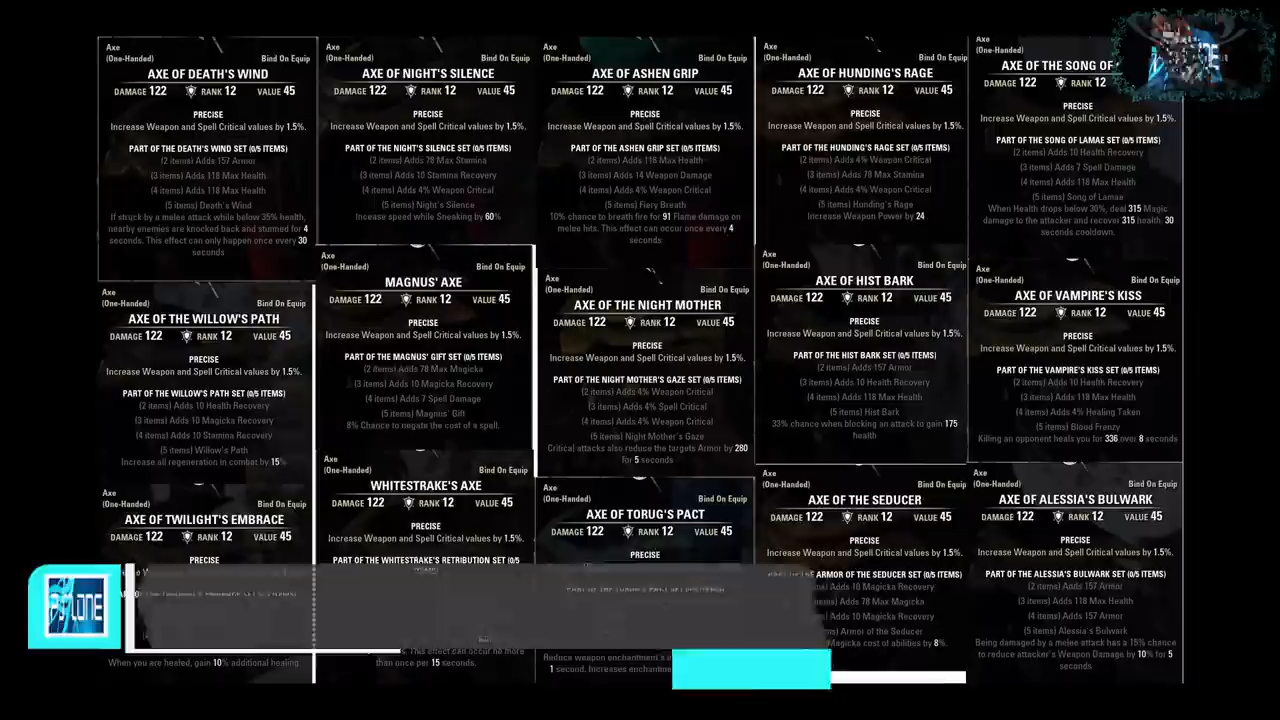 Axe
(One-Handed)
Bind On Equip
AXE OF DEATH'S WIND
DAMAGE 122 RANK 12 VALUE 45
PRECISE
Increase Weapon and Spell Critical values by 1.5%.
PART OF THE DEATH'S WIND SET (0/5 ITEMS)
(2 items) Adds 157 Armor
(3 items) Adds 118 Max Health
(4 items) Adds 118 Max Health
(5 items) Death's Wind
If struck by a melee attack while below 35% health,
nearby enemies are knocked back and stunned for 4
seconds. This effect can only happen once every 30
seconds
Axe
(One-Handed)
Bind On Equip
AXE OF NIGHT'S SILENCE
DAMAGE 122 RANK 12 VALUE 45
PRECISE
Increase Weapon and Spell Critical values by 1.5%.
PART OF THE NIGHT'S SILENCE SET (0/5 ITEMS)
(2 items) Adds 78 Max Stamina
(3 items) Adds 10 Stamina Recovery
(4 items) Adds 4% Weapon Critical
(5 items) Night's Silence
Increase speed while Sneaking by 60%
Axe
(One-Handed)
Bind On Equip
AXE OF ASHEN GRIP
DAMAGE 122 RANK 12 VALUE 45
PRECISE
Increase Weapon and Spell Critical values by 1.5%.
PART OF THE ASHEN GRIP SET (0/5 ITEMS)
(2 items) Adds 118 Max Health
(3 items) Adds 14 Weapon Damage
(4 items) Adds 4% Weapon Critical
(5 items) Fiery Breath
10% chance to breath fire for 91 Flame damage on
melee hits. This effect can occur once every 4
seconds
Axe
(One-Handed)
Bind On Equip
AXE OF HUNDING'S RAGE
DAMAGE 122 RANK 12 VALUE 45
PRECISE
Increase Weapon and Spell Critical values by 1.5%.
PART OF THE HUNDING'S RAGE SET (0/5 ITEMS)
(2 items) Adds 4% Weapon Critical
(3 items) Adds 78 Max Stamina
(4 items) Adds 4% Weapon Critical
(5 items) Hunding's Rage
Increase Weapon Power by 24
Axe
(One-Handed)
AXE OF THE SONG OF
DAMAGE 122 RANK 12
PRECISE
Increase Weapon and Spell Critical values by 1.5%.
PART OF THE SONG OF LAMAE SET (0/5 ITEMS)
(2 items) Adds 10 Health Recovery
(3 items) Adds 7 Spell Damage
(4 items) Adds 118 Max Health
(5 items) Song of Lamae
When Health drops below 30%, deal 315 Magic
damage to the attacker and recover 315 health. 30
seconds cooldown.
Axe
(One-Handed)
Bind On Equip
AXE OF THE WILLOW'S PATH
DAMAGE 122 RANK 12 VALUE 45
PRECISE
Increase Weapon and Spell Critical values by 1.5%.
PART OF THE WILLOW'S PATH SET (0/5 ITEMS)
(2 items) Adds 10 Health Recovery
(3 items) Adds 10 Magicka Recovery
(4 items) Adds 10 Stamina Recovery
(5 items) Willow's Path
Increase all regeneration in combat by 15%
Axe
(One-Handed)
Bind On Equip
MAGNUS' AXE
DAMAGE 122 RANK 12 VALUE 45
PRECISE
Increase Weapon and Spell Critical values by 1.5%.
PART OF THE MAGNUS' GIFT SET (0/5 ITEMS)
(2 items) Adds 78 Max Magicka
(3 items) Adds 10 Magicka Recovery
(4 items) Adds 7 Spell Damage
(5 items) Magnus' Gift
8% Chance to negate the cost of a spell.
Axe
(One-Handed)
Bind On Equip
AXE OF THE NIGHT MOTHER
DAMAGE 122 RANK 12 VALUE 45
PRECISE
Increase Weapon and Spell Critical values by 1.5%.
PART OF THE NIGHT MOTHER'S GAZE SET (0/5 ITEMS)
(2 items) Adds 4% Weapon Critical
(3 items) Adds 4% Spell Critical
(4 items) Adds 4% Weapon Critical
(5 items) Night Mother's Gaze
Critical attacks also reduce the targets Armor by 280
for 5 seconds
Axe
(One-Handed)
Bind On Equip
AXE OF HIST BARK
DAMAGE 122 RANK 12 VALUE 45
PRECISE
Increase Weapon and Spell Critical values by 1.5%.
PART OF THE HIST BARK SET (0/5 ITEMS)
(2 items) Adds 157 Armor
(3 items) Adds 10 Health Recovery
(4 items) Adds 118 Max Health
(5 items) Hist Bark
33% chance when blocking an attack to gain 175
health
Axe
(One-Handed)
Bind On Equip
AXE OF VAMPIRE'S KISS
DAMAGE 122 RANK 12 VALUE 45
PRECISE
Increase Weapon and Spell Critical values by 1.5%.
PART OF THE VAMPIRE'S KISS SET (0/5 ITEMS)
(2 items) Adds 10 Health Recovery
(3 items) Adds 118 Max Health
(4 items) Adds 4% Healing Taken
(5 items) Blood Frenzy
Killing an opponent heals you for 336 over 8 seconds
Axe
(One-Handed)
Bind On Equip
AXE OF TWILIGHT'S EMBRACE
DAMAGE 122 RANK 12 VALUE 45
PRECISE
When you are healed, gain 10% additional healing
Axe
(One-Handed)
Bind On Equip
WHITESTRAKE'S AXE
DAMAGE 122 RANK 12 VALUE 45
PRECISE
Increase Weapon and Spell Critical values by 1.5%.
PART OF THE WHITESTRAKE'S RETRIBUTION SET (0/5
This effect can occur no more
than once per 15 seconds.
Axe
(One-Handed)
Bind On Equip
AXE OF TORUG'S PACT
DAMAGE 122 RANK 12 VALUE 45
PRECISE
Reduce weapon enchantment's
1 second. Increases enchantment
Axe
(One-Handed)
Bind On Equip
AXE OF THE SEDUCER
DAMAGE 122 RANK 12 VALUE 45
PRECISE
Increase Weapon and Spell Critical values by 1.5%.
ARMOR OF THE SEDUCER SET (0/5 ITEMS)
Adds 10 Magicka Recovery
Adds 78 Max Magicka
Adds 10 Magicka Recovery
Armor of the Seducer
Magicka cost of abilities by 8%.
Axe
(One-Handed)
Bind On Equip
AXE OF ALESSIA'S BULWARK
DAMAGE 122 RANK 12 VALUE 45
PRECISE
Increase Weapon and Spell Critical values by 1.5%.
PART OF THE ALESSIA'S BULWARK SET (0/5 ITEMS)
(2 items) Adds 157 Armor
(3 items) Adds 118 Max Health
(4 items) Adds 157 Armor
(5 items) Alessia's Bulwark
Being damaged by a melee attack has a 15% chance
to reduce attacker's Weapon Damage by 10% for 5
seconds